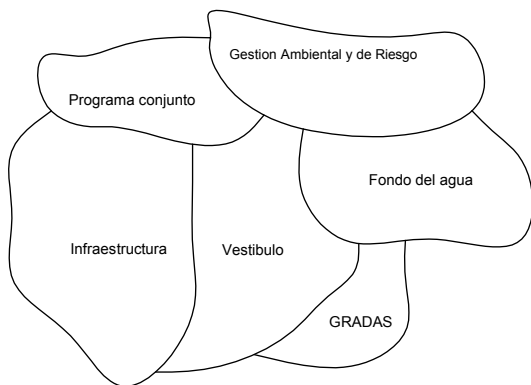 Gestion Ambiental y de Riesgo
Programa conjunto
Fondo del agua
Infraestructura
Vestibulo
GRADAS